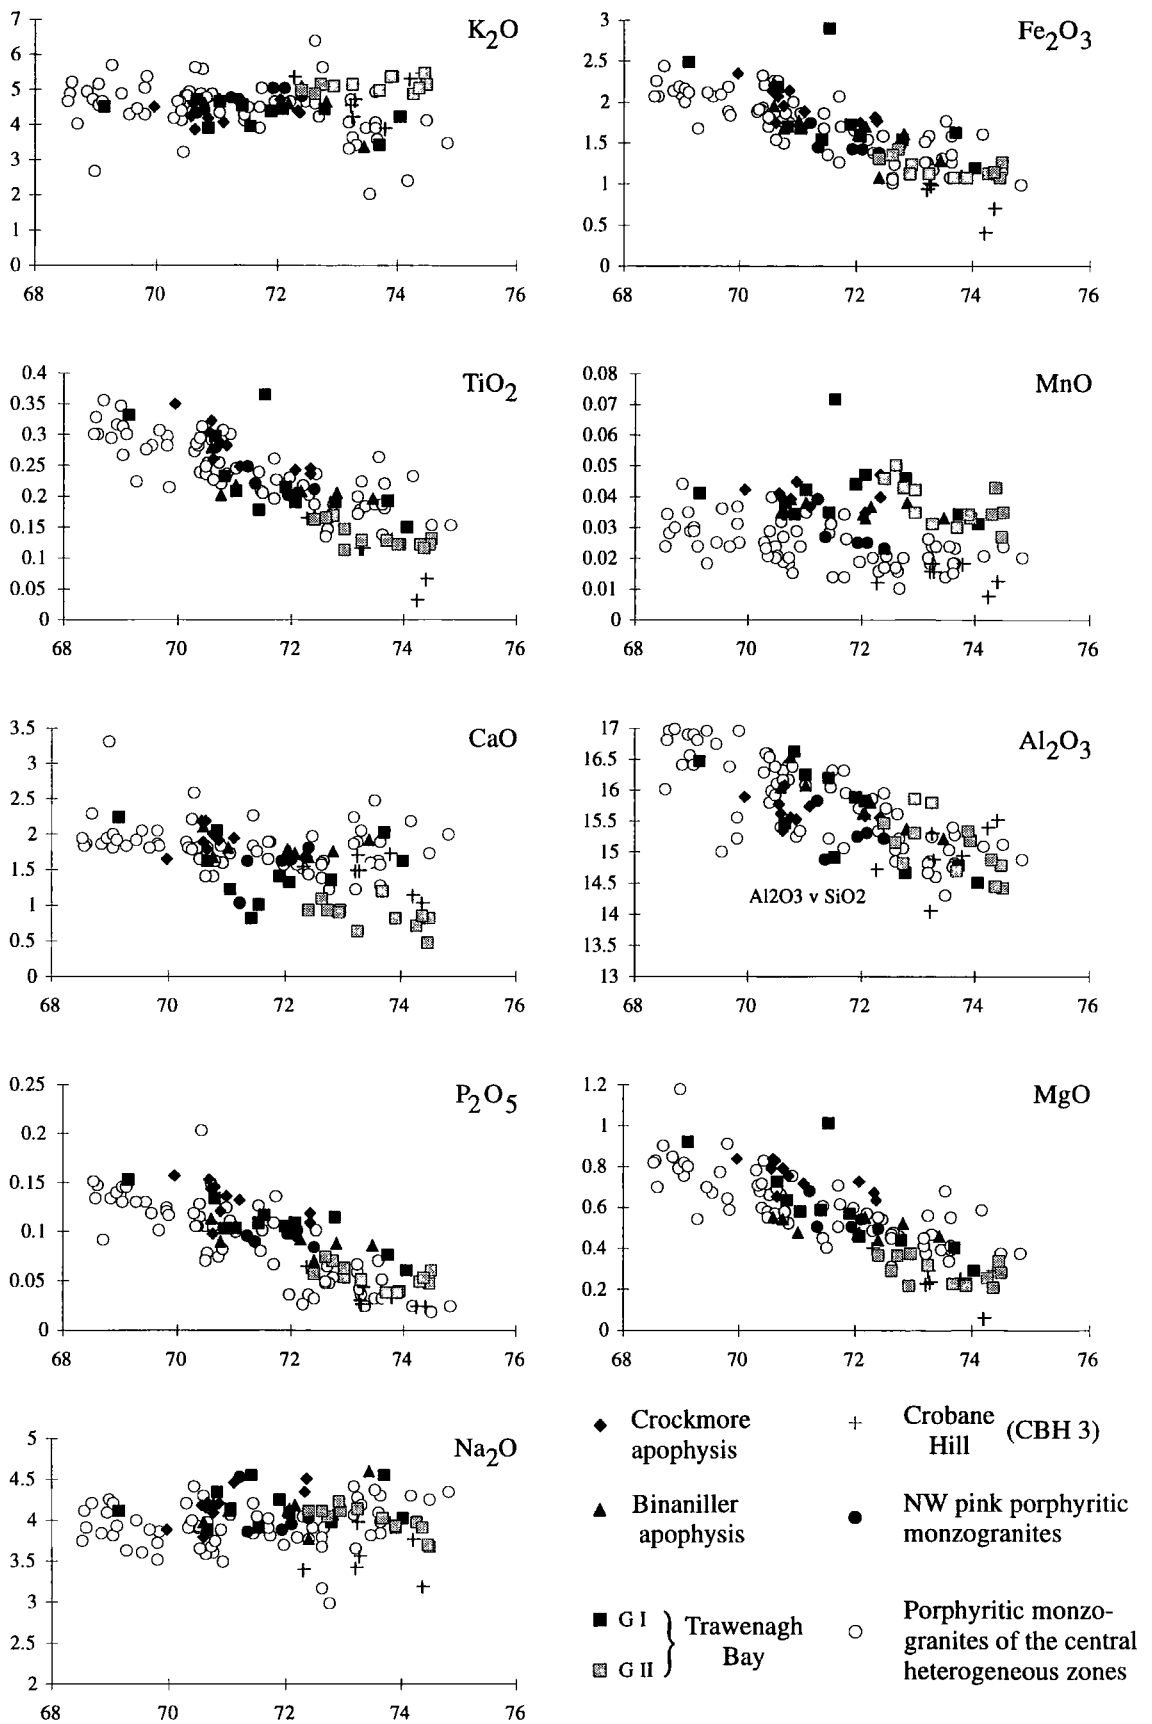 K2O
7
6
5
4
3
2
1
0
68 70 72 74 76
Fe2O3
3
2.5
2
1.5
1
0.5
0
68 70 72 74 76
TiO2
0.4
0.35
0.3
0.25
0.2
0.15
0.1
0.05
0
68 70 72 74 76
MnO
0.08
0.07
0.06
0.05
0.04
0.03
0.02
0.01
0
68 70 72 74 76
CaO
3.5
3
2.5
2
1.5
1
0.5
0
68 70 72 74 76
Al2O3
17
16.5
16
15.5
15
14.5
14
13.5
13
Al2O3 v SiO2
68 70 72 74 76
P2O5
0.25
0.2
0.15
0.1
0.05
0
68 70 72 74 76
MgO
1.2
1
0.8
0.6
0.4
0.2
0
68 70 72 74 76
Na2O
5
4.5
4
3.5
3
2.5
2
68 70 72 74 76
Crockmore
apophysis
Crobane
Hill (CBH 3)
Binaniller
apophysis
NW pink porphyritic
monzogranites
G I
G II
Trawenagh
Bay
Porphyritic monzo-
granites of the central
heterogeneous zones